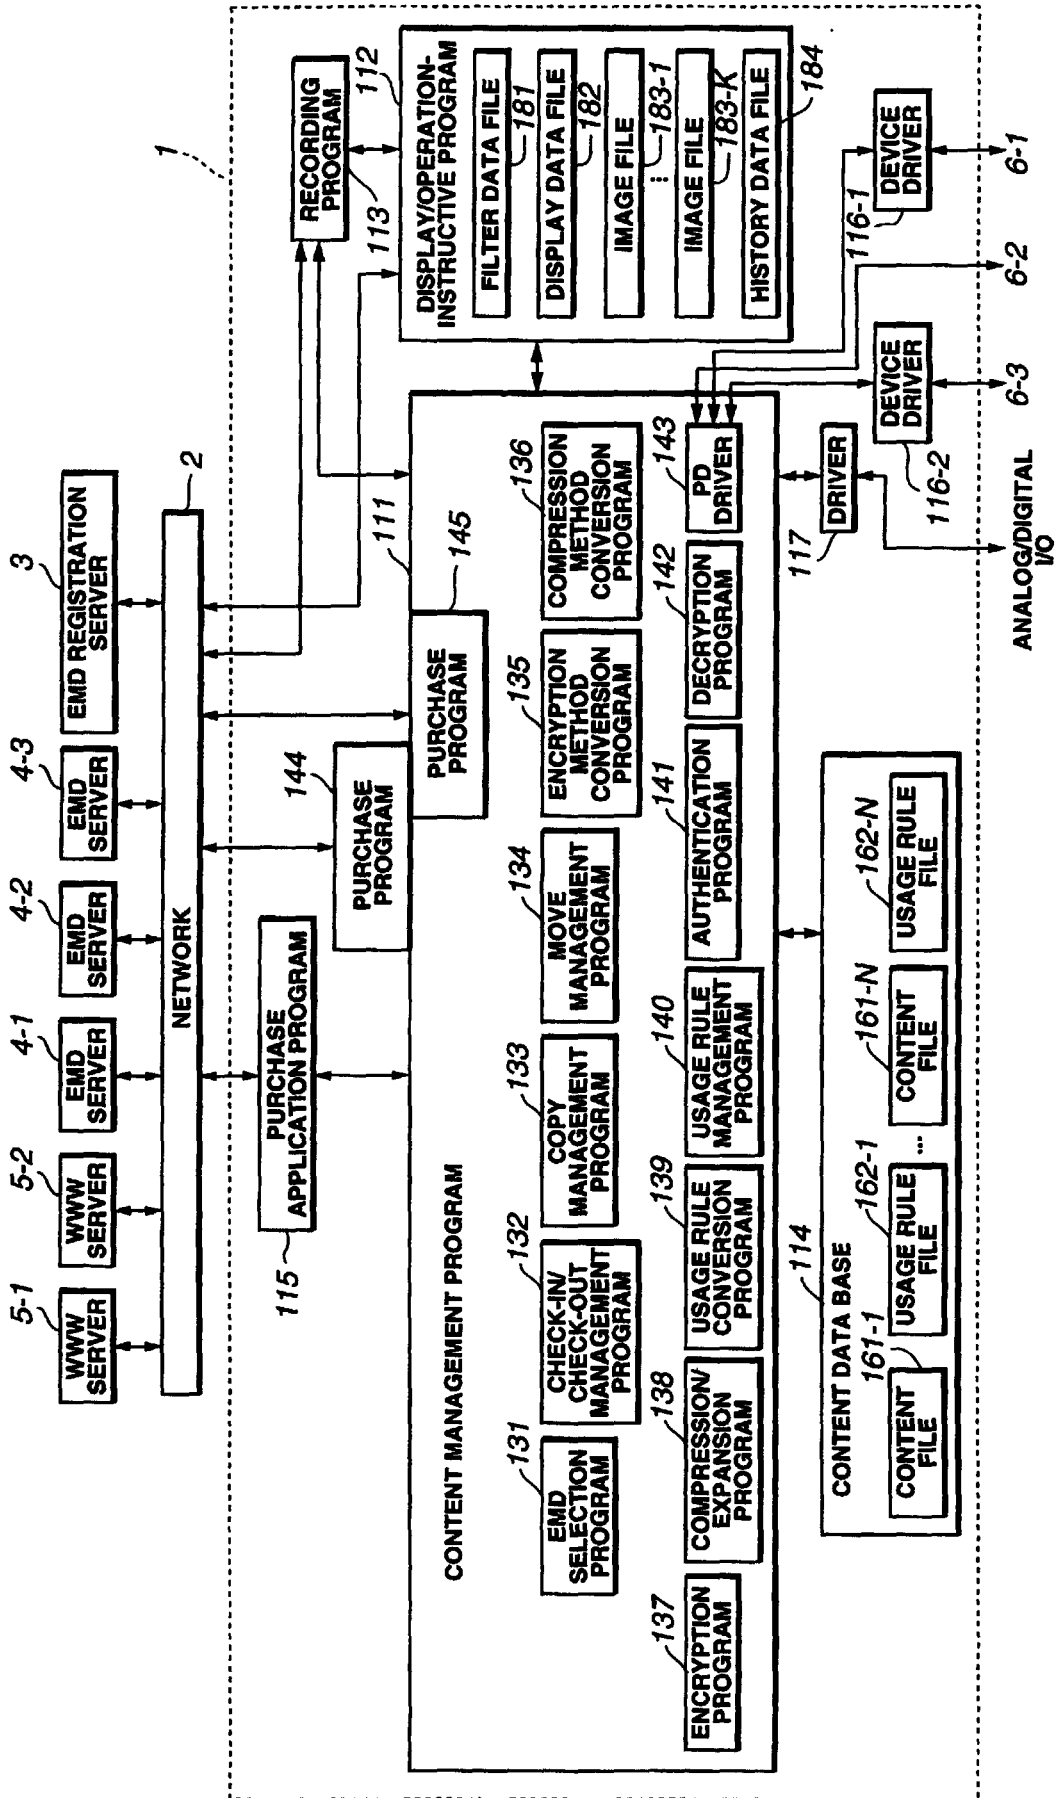 5-1
WWW
SERVER
5-2
WWW
SERVER
4-1
EMD
SERVER
4-2
EMD
SERVER
4-3
EMD
SERVER
3
EMD REGISTRATION
SERVER
NETWORK
2
1
115
PURCHASE
APPLICATION PROGRAM
144
PURCHASE
PROGRAM
145
PURCHASE
PROGRAM
111
RECORDING
PROGRAM
113
CONTENT MANAGEMENT PROGRAM
131
EMD
SELECTION
PROGRAM
132
CHECK-IN/
CHECK-OUT
MANAGEMENT
PROGRAM
133
COPY
MANAGEMENT
PROGRAM
134
MOVE
MANAGEMENT
PROGRAM
135
ENCRYPTION
METHOD
CONVERSION
PROGRAM
136
COMPRESSION
METHOD
CONVERSION
PROGRAM
137
ENCRYPTION
PROGRAM
138
COMPRESSION/
EXPANSION
PROGRAM
139
USAGE RULE
CONVERSION
PROGRAM
140
USAGE RULE
MANAGEMENT
PROGRAM
141
AUTHENTICATION
PROGRAM
142
DECRYPTION
PROGRAM
143
PD
DRIVER
112
DISPLAY/OPERATION-
INSTRUCTIVE PROGRAM
FILTER DATA FILE
181
DISPLAY DATA FILE
182
IMAGE FILE
183-1
...
IMAGE FILE
183-K
HISTORY DATA FILE
184
114
CONTENT DATA BASE
161-1
CONTENT
FILE
162-1
USAGE RULE
FILE
...
161-N
CONTENT
FILE
162-N
USAGE RULE
FILE
117
DRIVER
116-2
DEVICE
DRIVER
116-1
DEVICE
DRIVER
ANALOG/DIGITAL
I/O
6-3
6-2
6-1